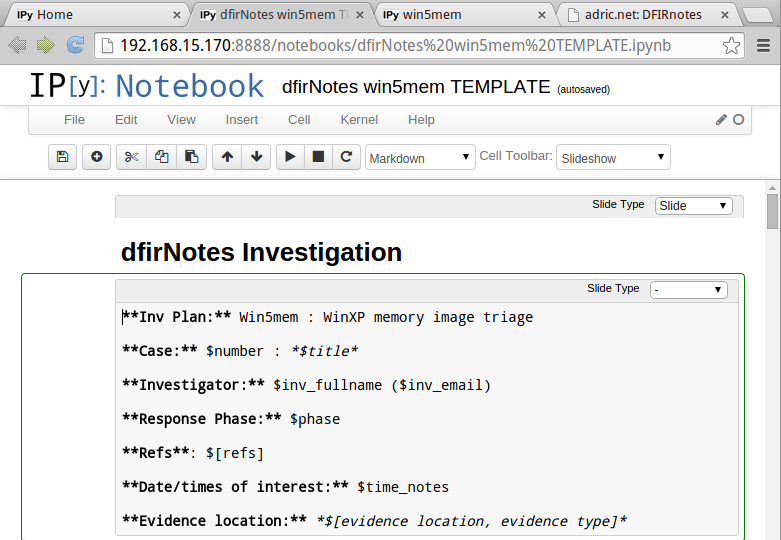 IPy Home
IPy dfirNotes win5mem T
IPy win5mem
adric.net: DFIRnotes
192.168.15.170:8888/notebooks/dfirNotes%20win5mem%20TEMPLATE.ipynb
IP[y]: Notebook dfirNotes win5mem TEMPLATE (autosaved)
File Edit View Insert Cell Kernel Help
Markdown Cell Toolbar: Slideshow
Slide Type Slide
dfirNotes Investigation
Slide Type -
**Inv Plan:** Win5mem : WinXP memory image triage
**Case:** $number : *$title*
**Investigator:** $inv_fullname ($inv_email)
**Response Phase:** $phase
**Refs**: $[refs]
**Date/times of interest:** $time_notes
**Evidence location:** *$[evidence location, evidence type]*